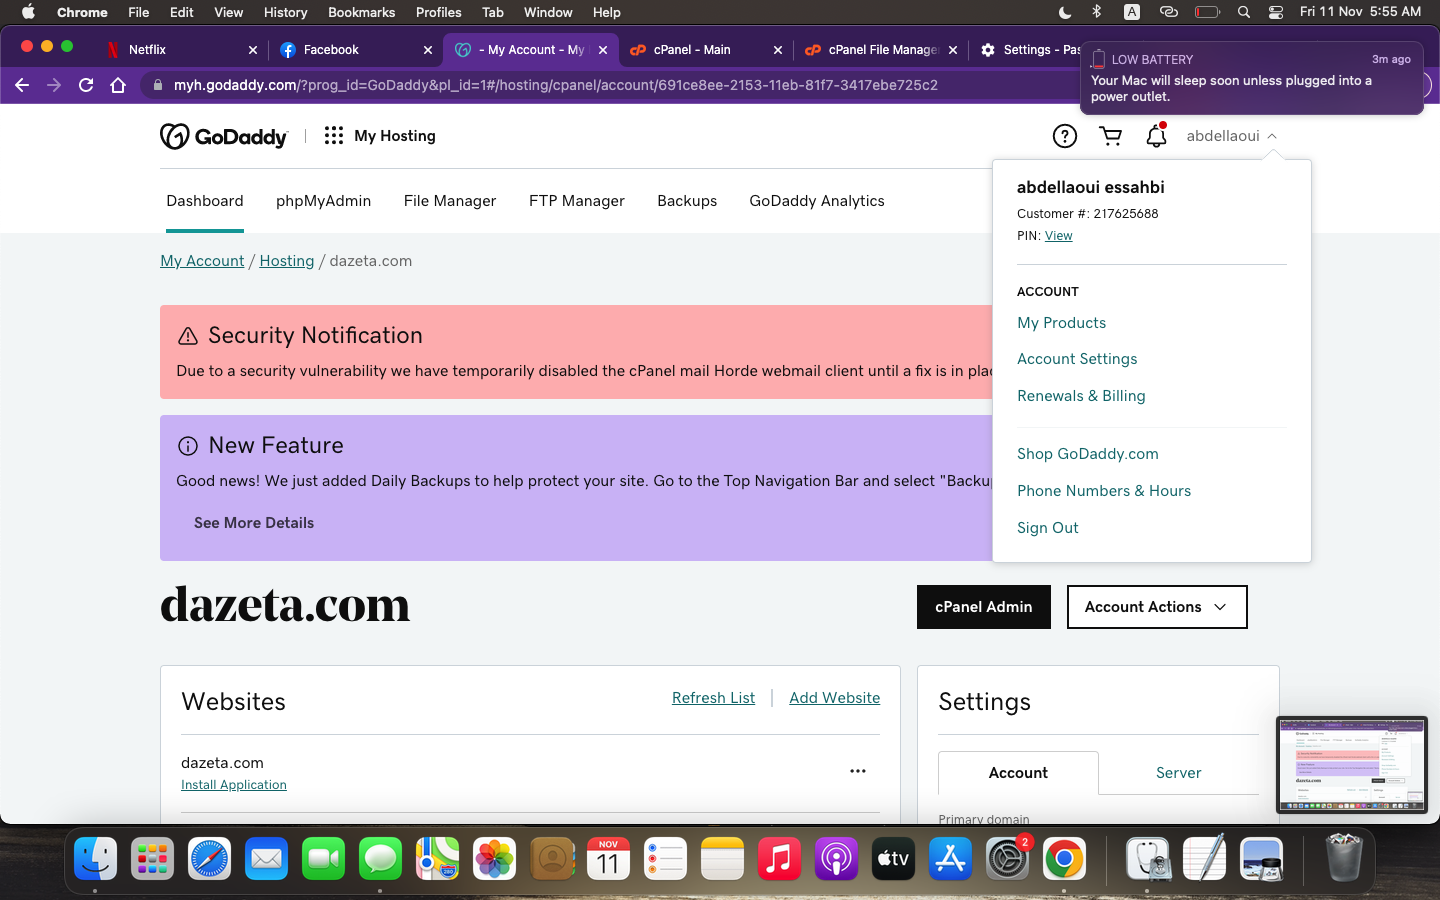 Chrome File Edit View History Bookmarks Profiles Tab Window Help
A Fri 11 Nov 5:55 AM
Netflix
Facebook
- My Account - My
cPanel - Main
cPanel File Manage
Settings - Pas
myh.godaddy.com/?prog_id=GoDaddy&pl_id=1#/hosting/cpanel/account/691ce8ee-2153-11eb-81f7-3417ebe725c2
LOW BATTERY 3m ago
Your Mac will sleep soon unless plugged into a
power outlet.
GoDaddy My Hosting
abdellaoui
Dashboard phpMyAdmin File Manager FTP Manager Backups GoDaddy Analytics
abdellaoui essahbi
Customer #: 217625688
PIN: View
ACCOUNT
My Products
Account Settings
Renewals & Billing
Shop GoDaddy.com
Phone Numbers & Hours
Sign Out
My Account / Hosting / dazeta.com
Security Notification
Due to a security vulnerability we have temporarily disabled the cPanel mail Horde webmail client until a fix is in plac
New Feature
Good news! We just added Daily Backups to help protect your site. Go to the Top Navigation Bar and select "Backu
See More Details
dazeta.com
cPanel Admin
Account Actions
Websites
Refresh List
Add Website
dazeta.com
Install Application
Settings
Account
Server
Primary domain
NOV
11
280
tv
2